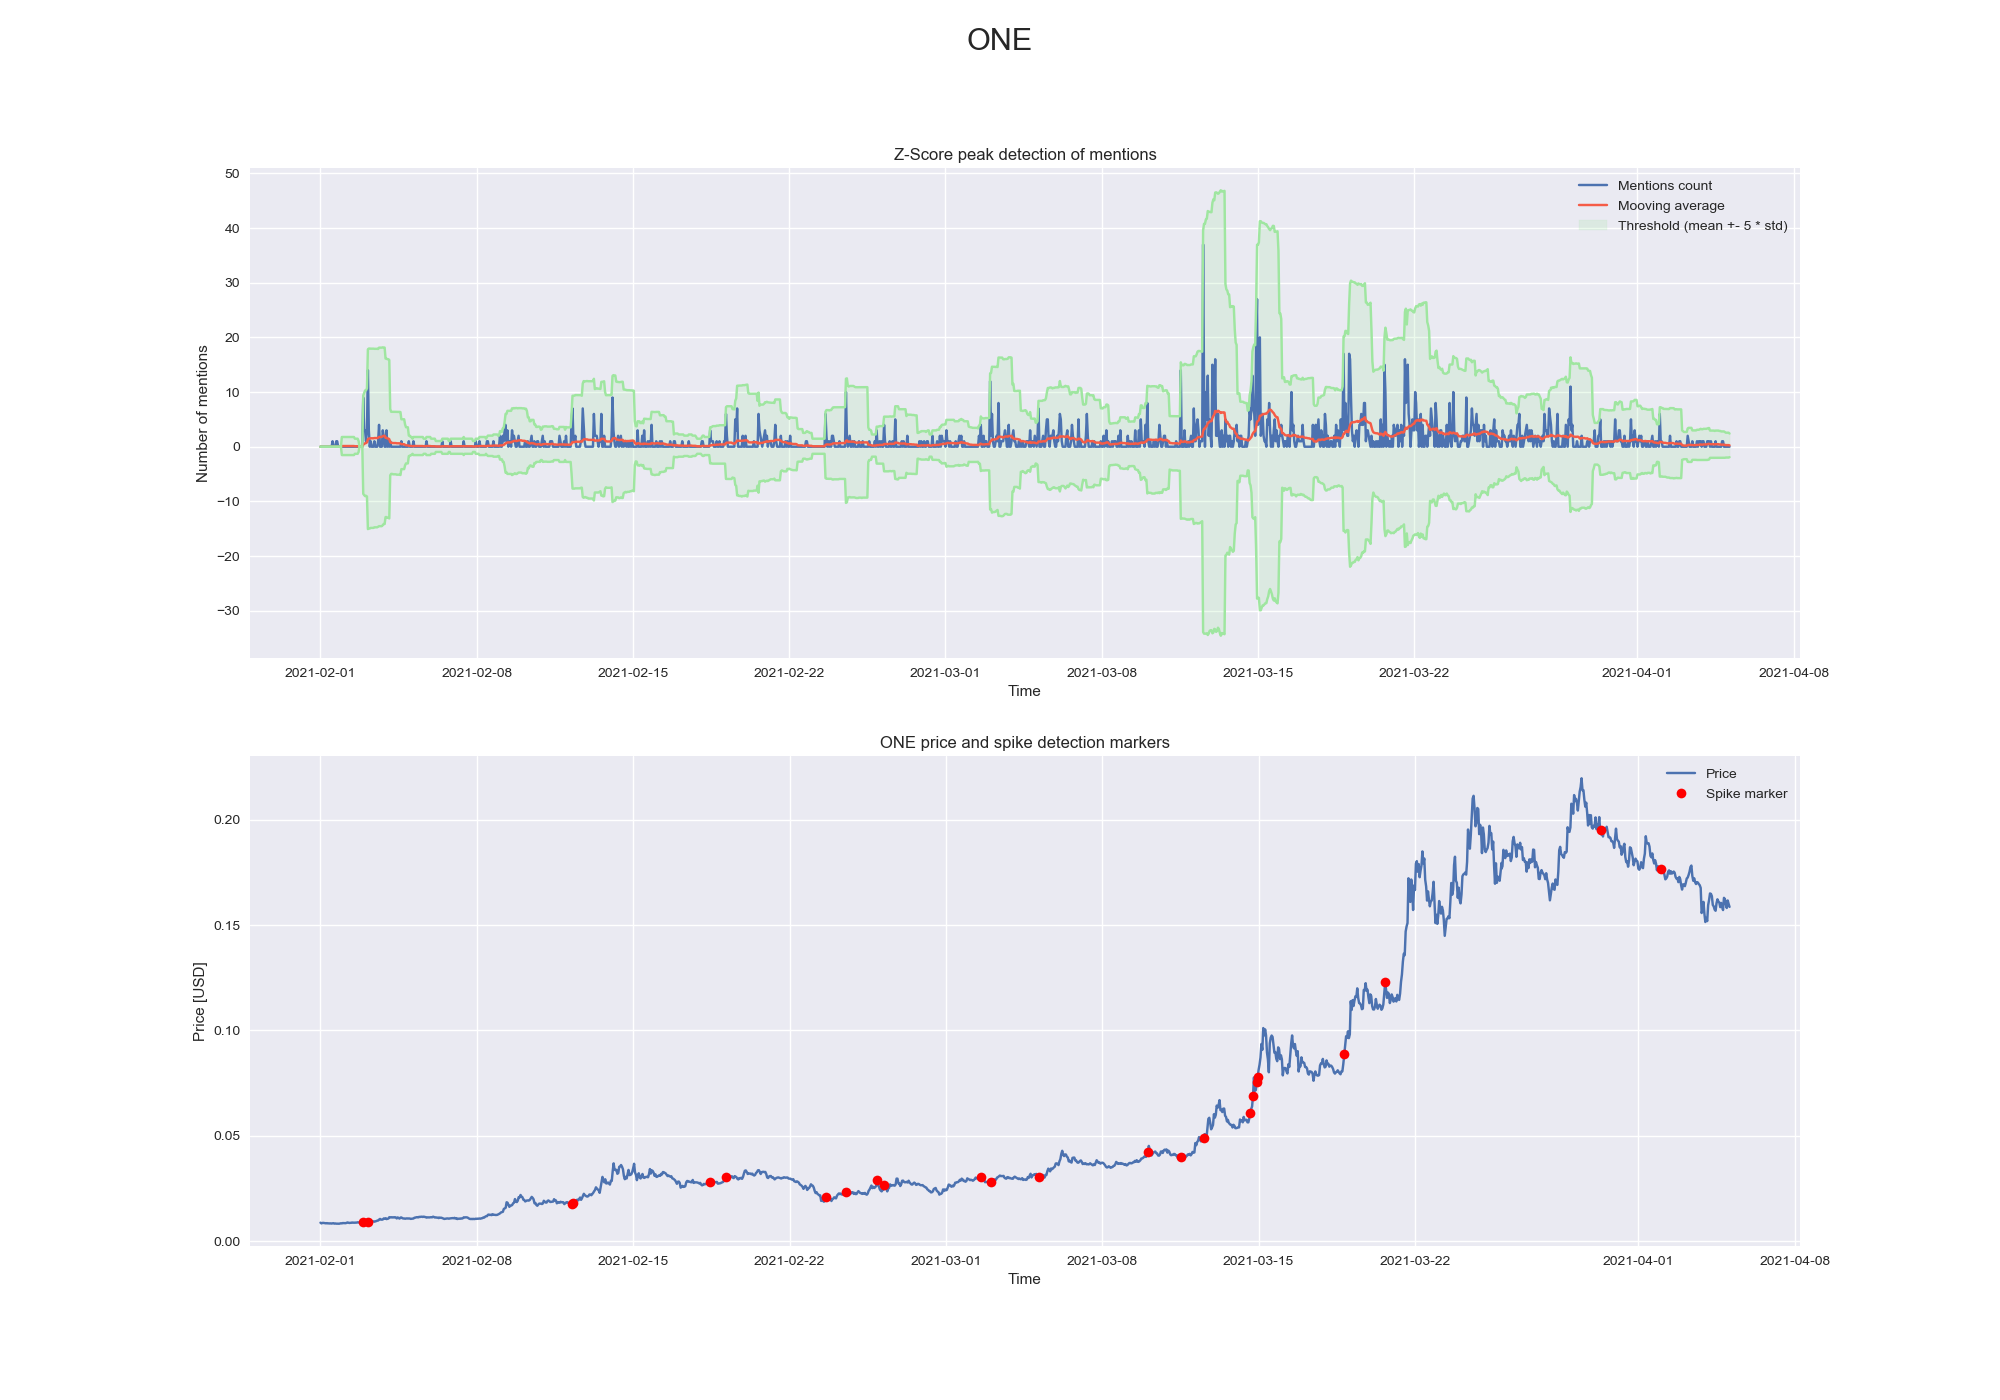 ONE
Z-Score peak detection of mentions
50
40
30
20
10
0
−10
−20
−30
Number of mentions
Mentions count
Mooving average
Threshold (mean +- 5 * std)
2021-02-01 2021-02-08 2021-02-15 2021-02-22 2021-03-01 2021-03-08 2021-03-15 2021-03-22 2021-04-01 2021-04-08
Time
ONE price and spike detection markers
0.20
0.15
0.10
0.05
0.00
Price [USD]
Price
Spike marker
2021-02-01 2021-02-08 2021-02-15 2021-02-22 2021-03-01 2021-03-08 2021-03-15 2021-03-22 2021-04-01 2021-04-08
Time